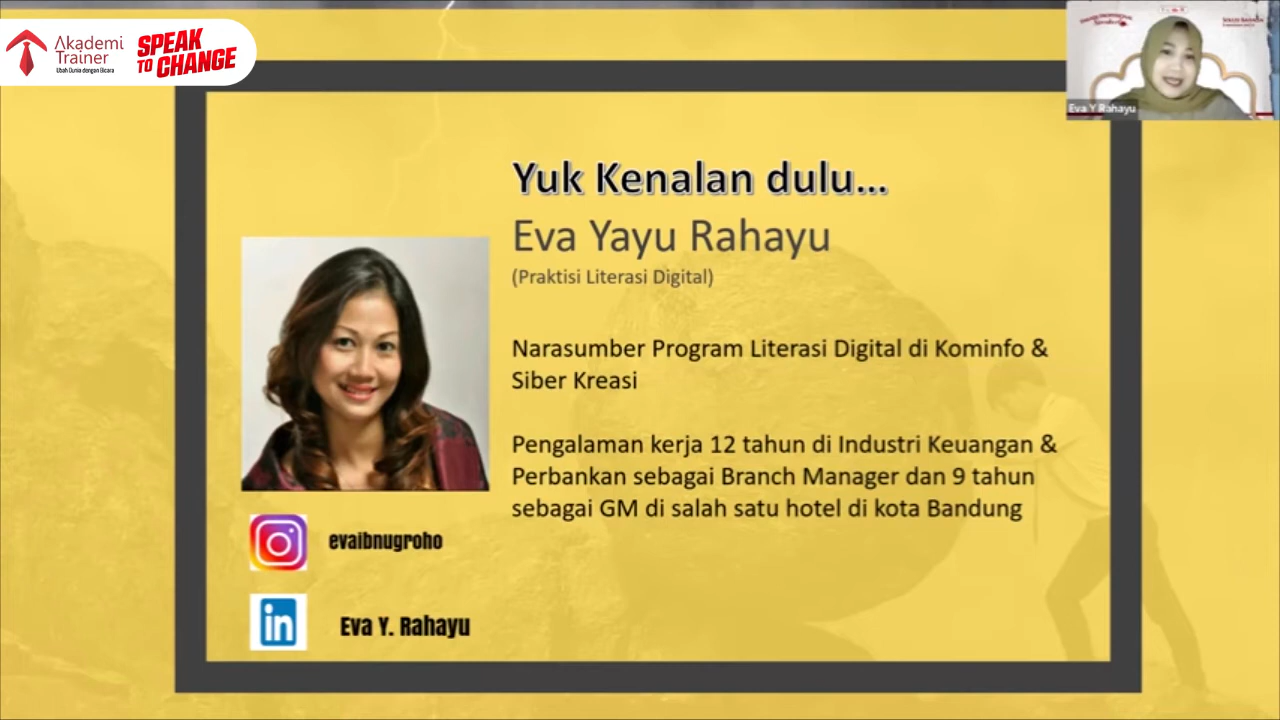 Akademi
Trainer
Ubah Dunia dengan Bicara
SPEAK
TO CHANGE
Eva Y Rahayu
Yuk Kenalan dulu...
Eva Yayu Rahayu
(Praktisi Literasi Digital)
Narasumber Program Literasi Digital di Kominfo &
Siber Kreasi
Pengalaman kerja 12 tahun di Industri Keuangan &
Perbankan sebagai Branch Manager dan 9 tahun
sebagai GM di salah satu hotel di kota Bandung
evaibnugroho
in
Eva Y. Rahayu